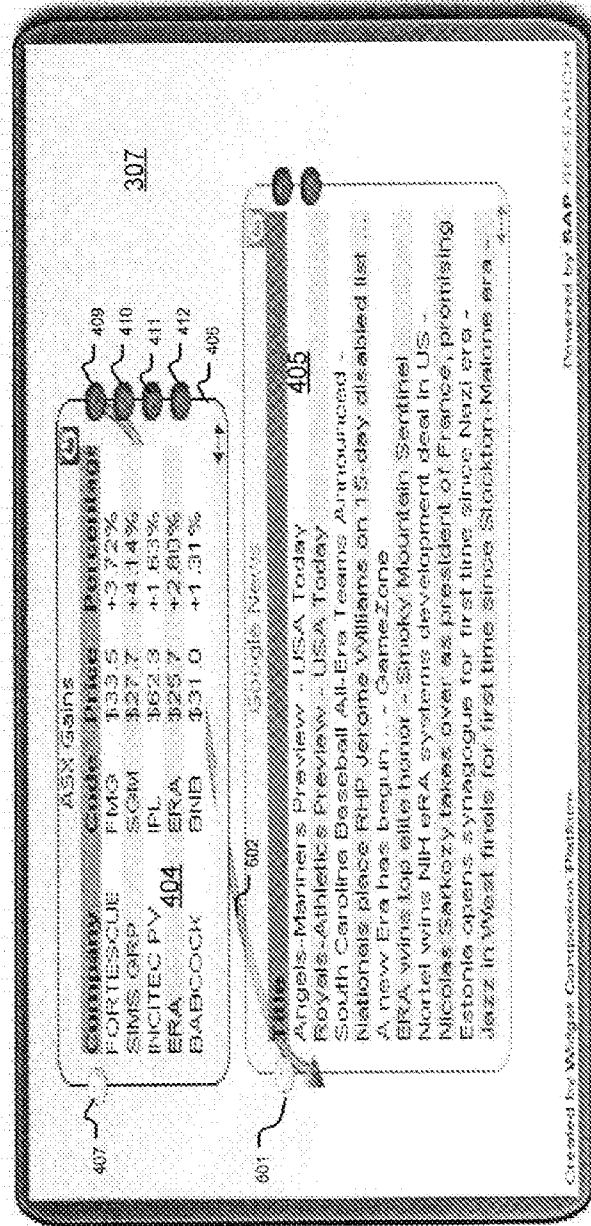 307
ASX Gains
Company Code Price Percentage
FORTESCUE FMG $33.5 +3.72%
SIMS GRP SGM $27.7 +4.14%
INCITEC PV IPL $62.3 +1.63%
ERA ERA $25.7 +2.80%
BABCOCK BNB $31.0 +1.31%
404
407
409
410
411
412
406
602
601
Google News
Title
405
Angels-Mariners Preview - USA Today
Royals-Athletics Preview - USA Today
South Carolina Baseball All-Era Teams Announced -
Nationals place RHP Jerome Williams on 15-day disabled list ...
A new Era has begun ... - GameZone
ERA wins top elite honor - Smoky Mountain Sentinel
Nortel wins NIH eRA systems development deal in US -
Nicolas Sarkozy takes over as president of France, promising
Estonia opens synagogue for first time since Nazi era -
Jazz in West finals for first time since Stockton-Malone era -
Created by Widget Composition Platform
Powered by SAP RESEARCH